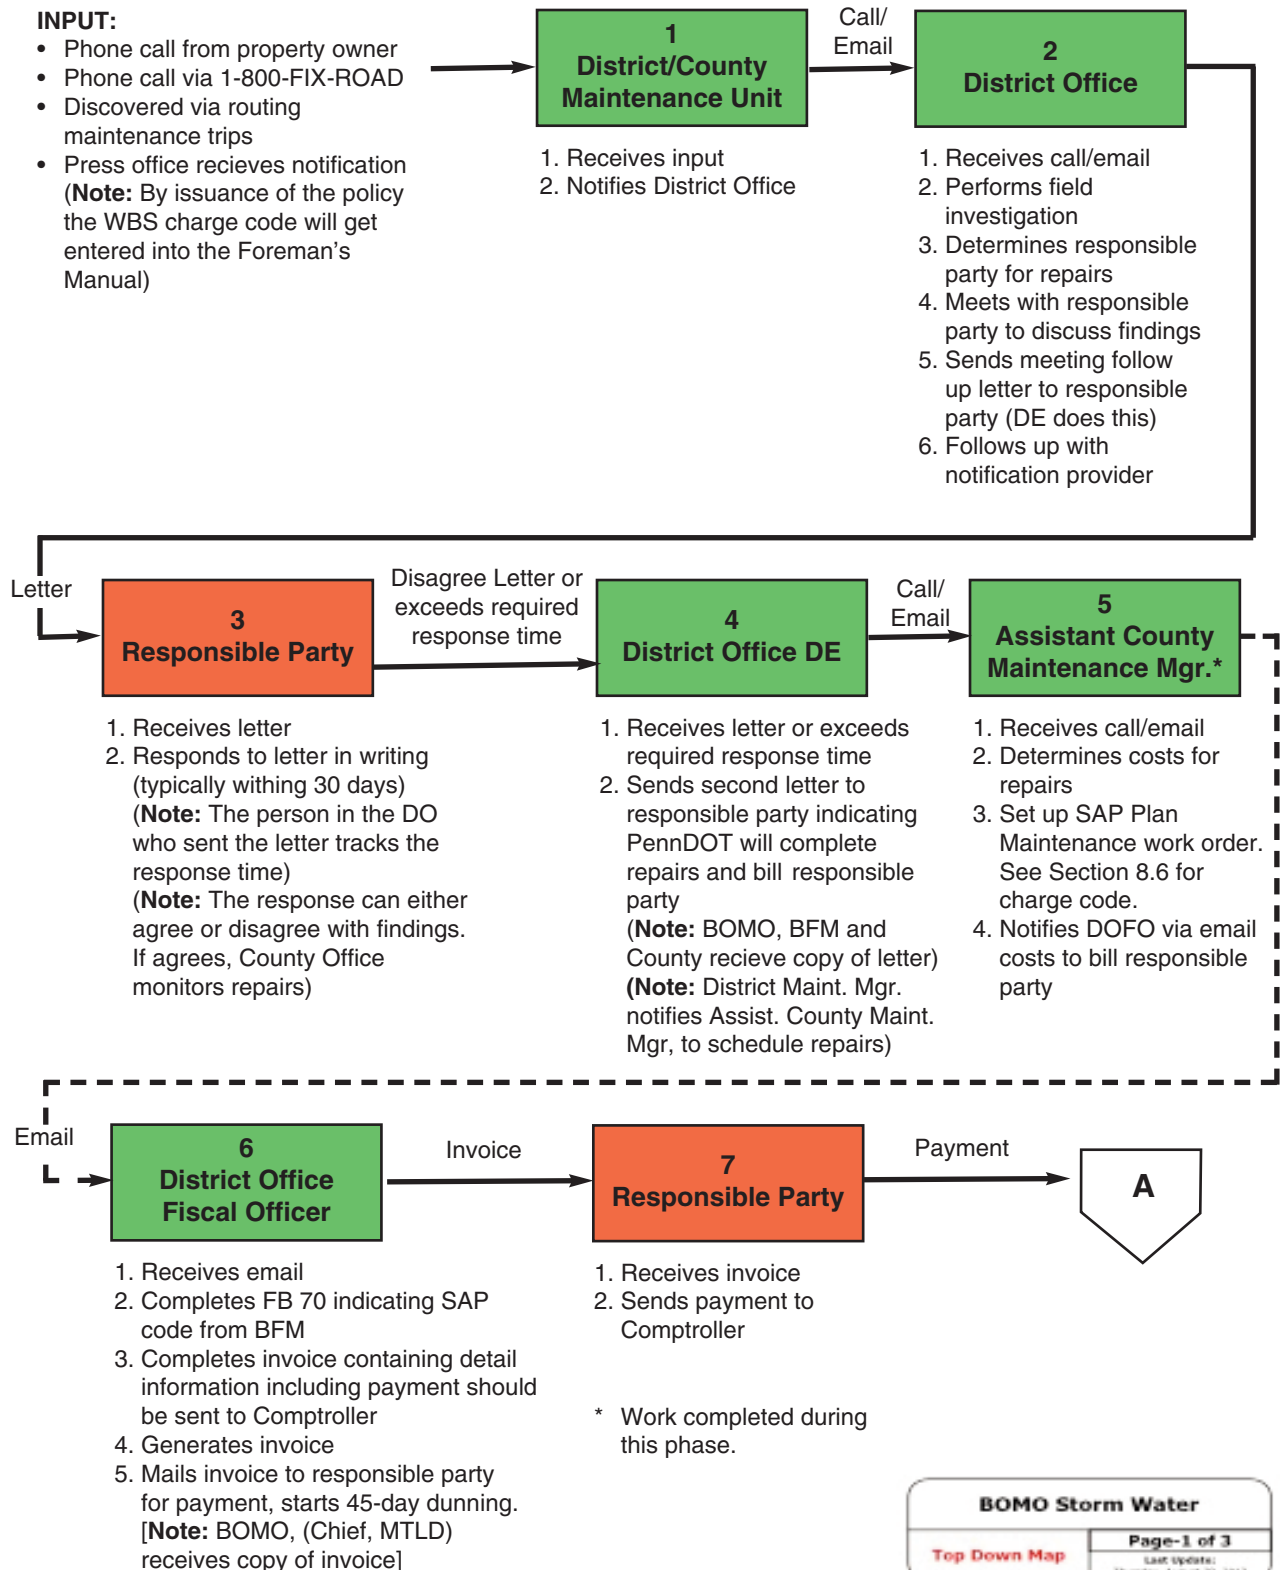 INPUT:
• Phone call from property owner
• Phone call via 1-800-FIX-ROAD
• Discovered via routing
maintenance trips
• Press office recieves notification
(Note: By issuance of the policy
the WBS charge code will get
entered into the Foreman's
Manual)
1
District/County
Maintenance Unit
1. Receives input
2. Notifies District Office
Call/
Email
2
District Office
1. Receives call/email
2. Performs field
investigation
3. Determines responsible
party for repairs
4. Meets with responsible
party to discuss findings
5. Sends meeting follow
up letter to responsible
party (DE does this)
6. Follows up with
notification provider
Letter
3
Responsible Party
1. Receives letter
2. Responds to letter in writing
(typically withing 30 days)
(Note: The person in the DO
who sent the letter tracks the
response time)
(Note: The response can either
agree or disagree with findings.
If agrees, County Office
monitors repairs)
Disagree Letter or
exceeds required
response time
4
District Office DE
1. Receives letter or exceeds
required response time
2. Sends second letter to
responsible party indicating
PennDOT will complete
repairs and bill responsible
party
(Note: BOMO, BFM and
County recieve copy of letter)
(Note: District Maint. Mgr.
notifies Assist. County Maint.
Mgr, to schedule repairs)
Call/
Email
5
Assistant County
Maintenance Mgr.*
1. Receives call/email
2. Determines costs for
repairs
3. Set up SAP Plan
Maintenance work order.
See Section 8.6 for
charge code.
4. Notifies DOFO via email
costs to bill responsible
party
Email
6
District Office
Fiscal Officer
1. Receives email
2. Completes FB 70 indicating SAP
code from BFM
3. Completes invoice containing detail
information including payment should
be sent to Comptroller
4. Generates invoice
5. Mails invoice to responsible party
for payment, starts 45-day dunning.
[Note: BOMO, (Chief, MTLD)
receives copy of invoice]
Invoice
7
Responsible Party
1. Receives invoice
2. Sends payment to
Comptroller
* Work completed during
this phase.
Payment
A
BOMO Storm Water
Top Down Map
Page-1 of 3
Last Update: